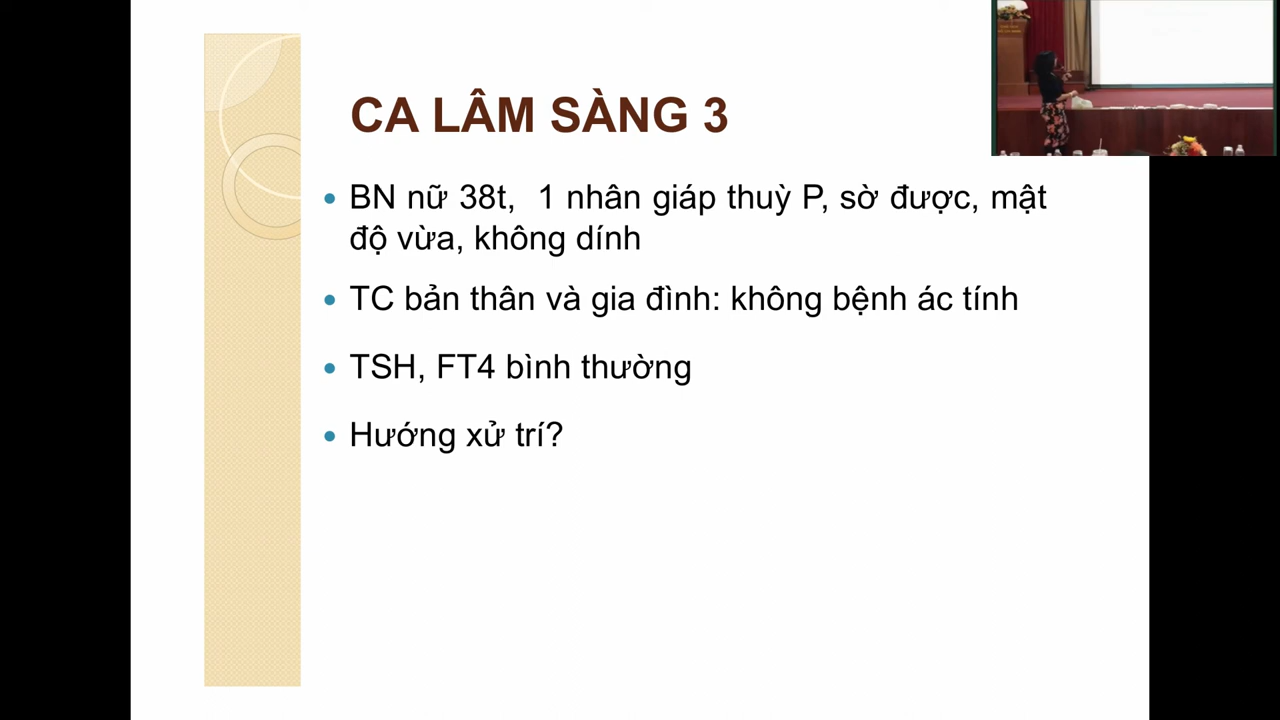 CA LÂM SÀNG 3
• BN nữ 38t, 1 nhân giáp thuỳ P, sờ được, mật
độ vừa, không dính
• TC bản thân và gia đình: không bệnh ác tính
• TSH, FT4 bình thường
• Hướng xử trí?